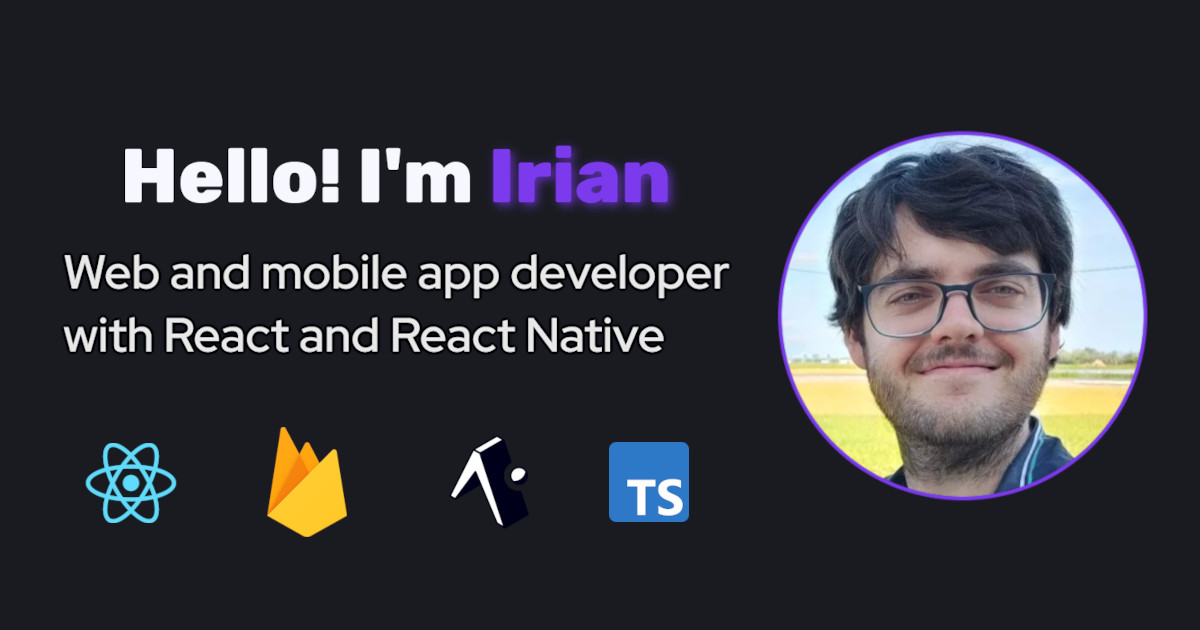 Hello! I'm Irian
Web and mobile app developer
with React and React Native
TS